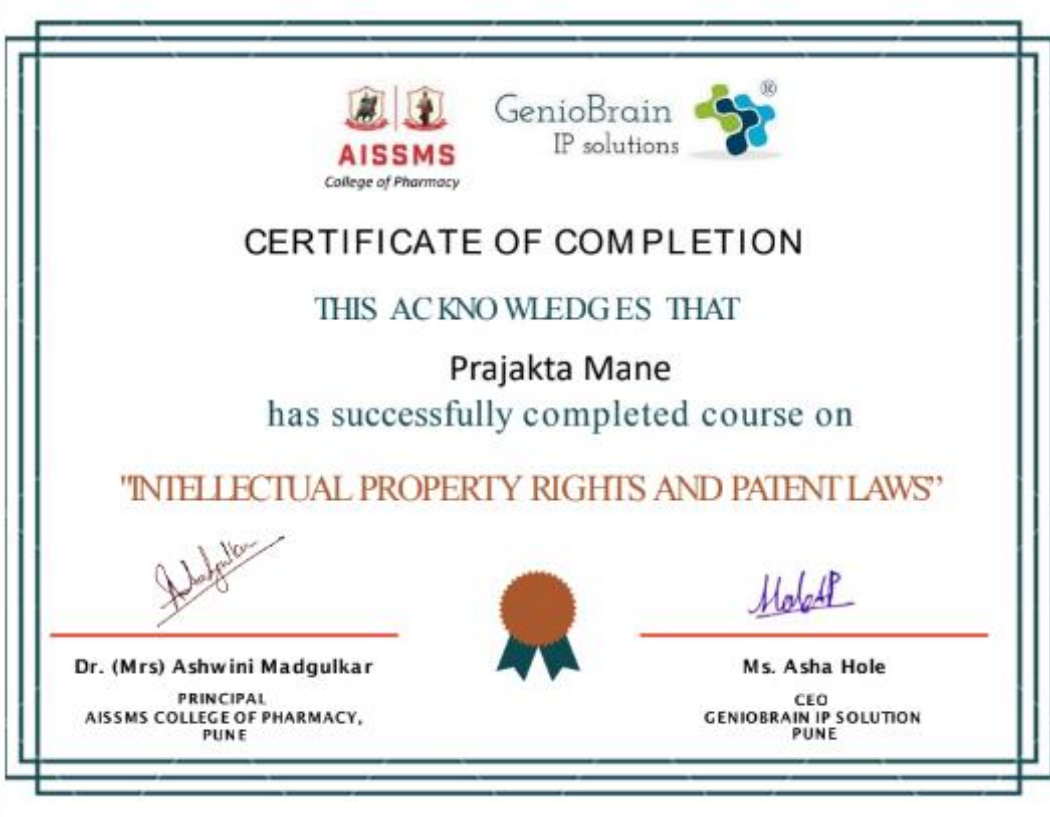 AISSMS
College of Pharmacy
GenioBrain ®
IP solutions
CERTIFICATE OF COMPLETION
THIS ACKNOWLEDGES THAT
Prajakta Mane
has successfully completed course on
"INTELLECTUAL PROPERTY RIGHTS AND PATENT LAWS”
Dr. (Mrs) Ashwini Madgulkar
PRINCIPAL
AISSMS COLLEGE OF PHARMACY,
PUNE
Ms. Asha Hole
CEO
GENIOBRAIN IP SOLUTION
PUNE